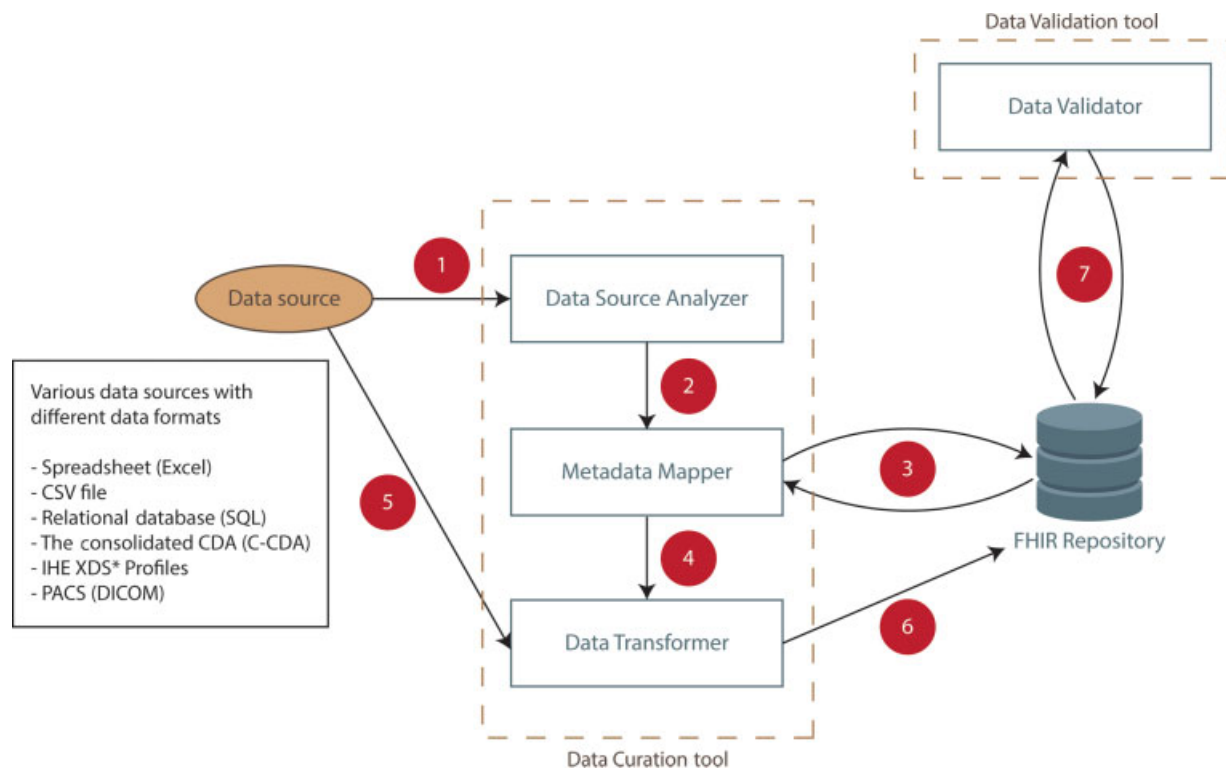 Data Validation tool
Data Validator
1
Data source
Data Source Analyzer
7
Various data sources with
different data formats
- Spreadsheet (Excel)
- CSV file
- Relational database (SQL)
- The consolidated CDA (C-CDA)
- IHE XDS* Profiles
- PACS (DICOM)
2
Metadata Mapper
3
5
FHIR Repository
4
Data Transformer
6
Data Curation tool